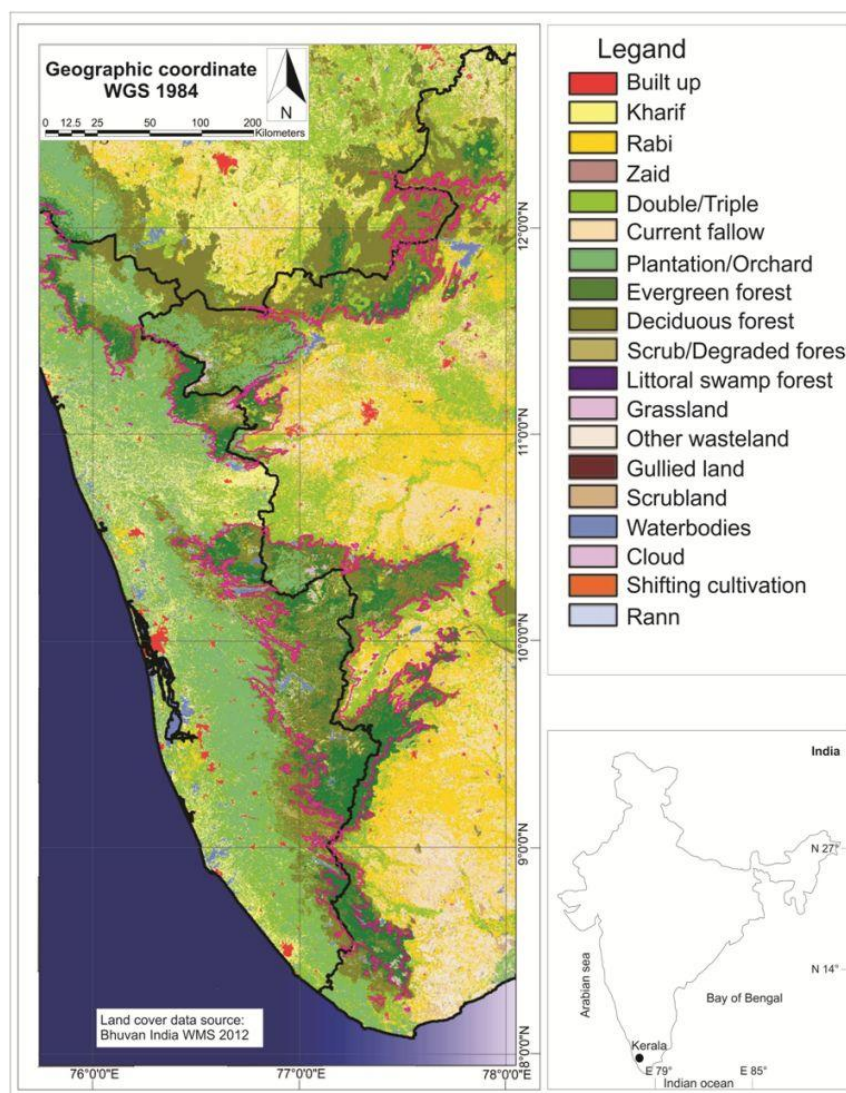 Geographic coordinate
WGS 1984
N
0 12.5 25 50 100 200
Kilometers
12°0'0"N
11°0'0"N
10°0'0"N
9°0'0"N
8°0'0"N
76°0'0"E
77°0'0"E
78°0'0"E
Land cover data source:
Bhuvan India WMS 2012
Legand
Built up
Kharif
Rabi
Zaid
Double/Triple
Current fallow
Plantation/Orchard
Evergreen forest
Deciduous forest
Scrub/Degraded fores
Littoral swamp forest
Grassland
Other wasteland
Gullied land
Scrubland
Waterbodies
Cloud
Shifting cultivation
Rann
India
N 27°
N 14°
Arabian sea
Bay of Bengal
Kerala
E 79° E 85°
Indian ocean